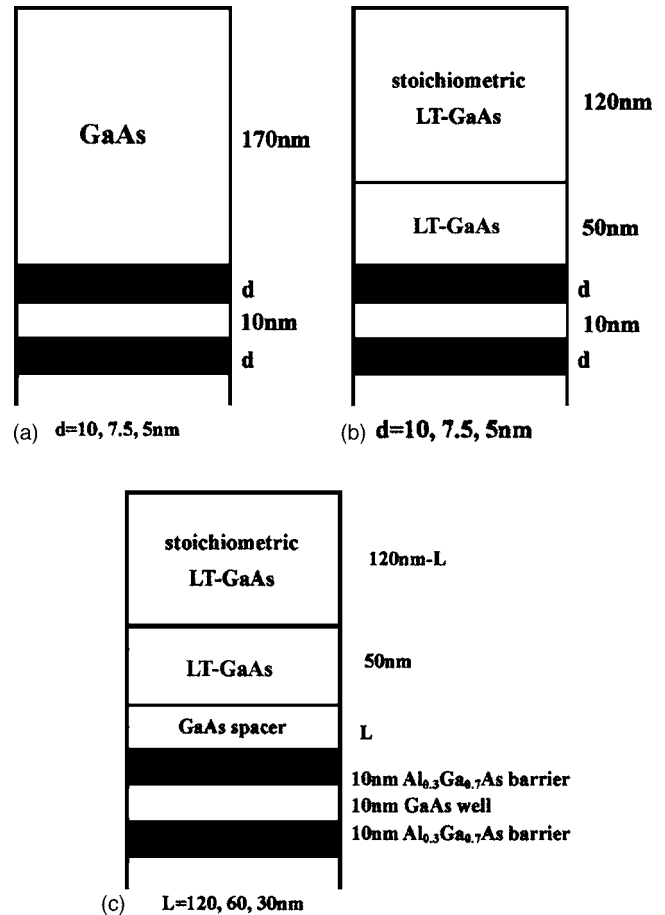 GaAs
170nm
d
10nm
d
(a) d=10, 7.5, 5nm
stoichiometric
LT-GaAs
120nm
LT-GaAs
50nm
d
10nm
d
(b) d=10, 7.5, 5nm
stoichiometric
LT-GaAs
120nm-L
LT-GaAs
50nm
GaAs spacer
L
10nm Al0.3Ga0.7As barrier
10nm GaAs well
10nm Al0.3Ga0.7As barrier
(c) L=120, 60, 30nm